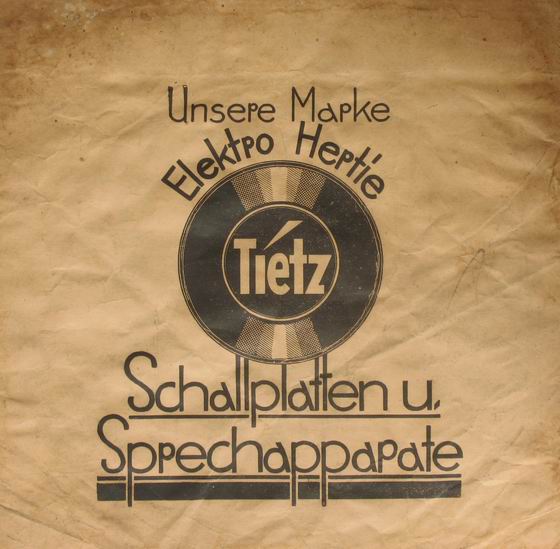 Unsere Marke
Elektro Hertie
Tietz
Schallplatten u.
Sprechapparate